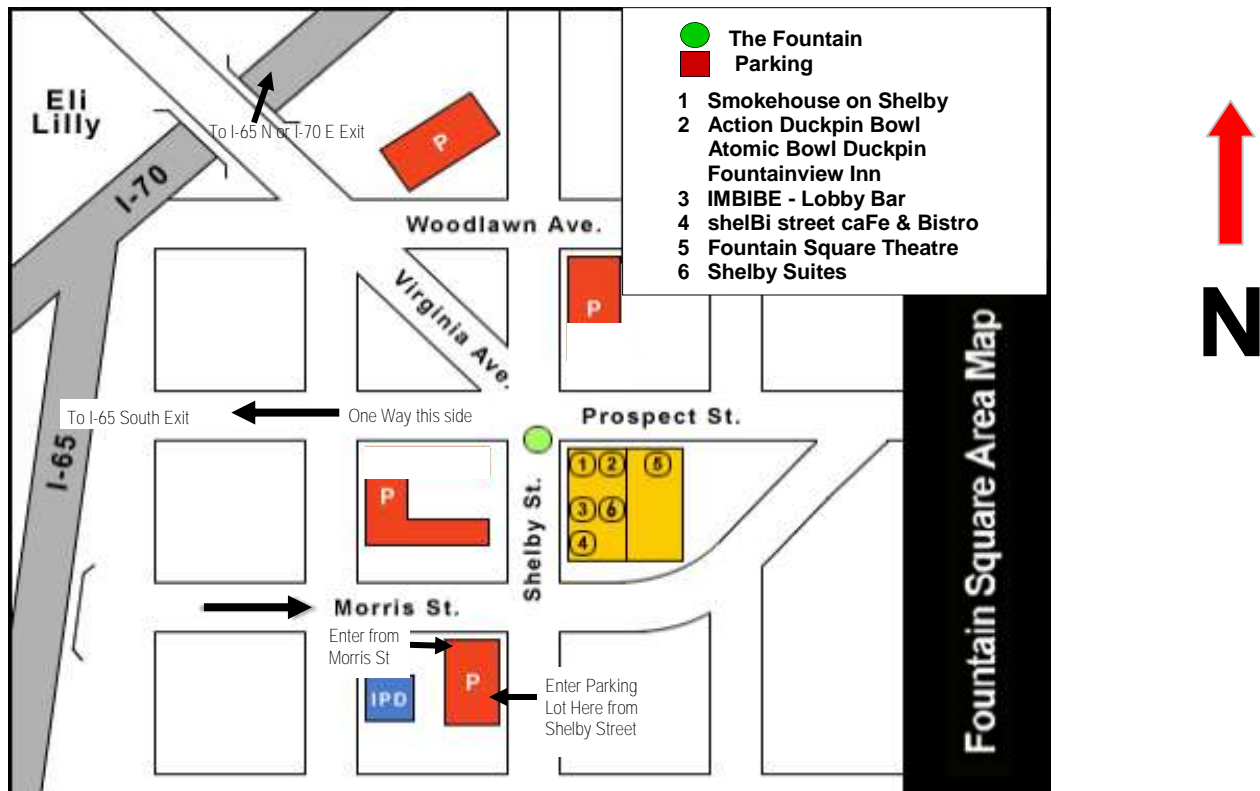 The Fountain
Parking
1 Smokehouse on Shelby
2 Action Duckpin Bowl
Atomic Bowl Duckpin
Fountainview Inn
3 IMBIBE - Lobby Bar
4 shelBi street caFe & Bistro
5 Fountain Square Theatre
6 Shelby Suites
N
Eli
Lilly
To I-65 N or I-70 E Exit
P
I-70
Woodlawn Ave.
Virginia Ave.
P
To I-65 South Exit
One Way this side
Prospect St.
I-65
1 2 5
P
3 6
4
Shelby St.
Morris St.
Enter from
Morris St
P
IPD
Enter Parking
Lot Here from
Shelby Street
Fountain Square Area Map